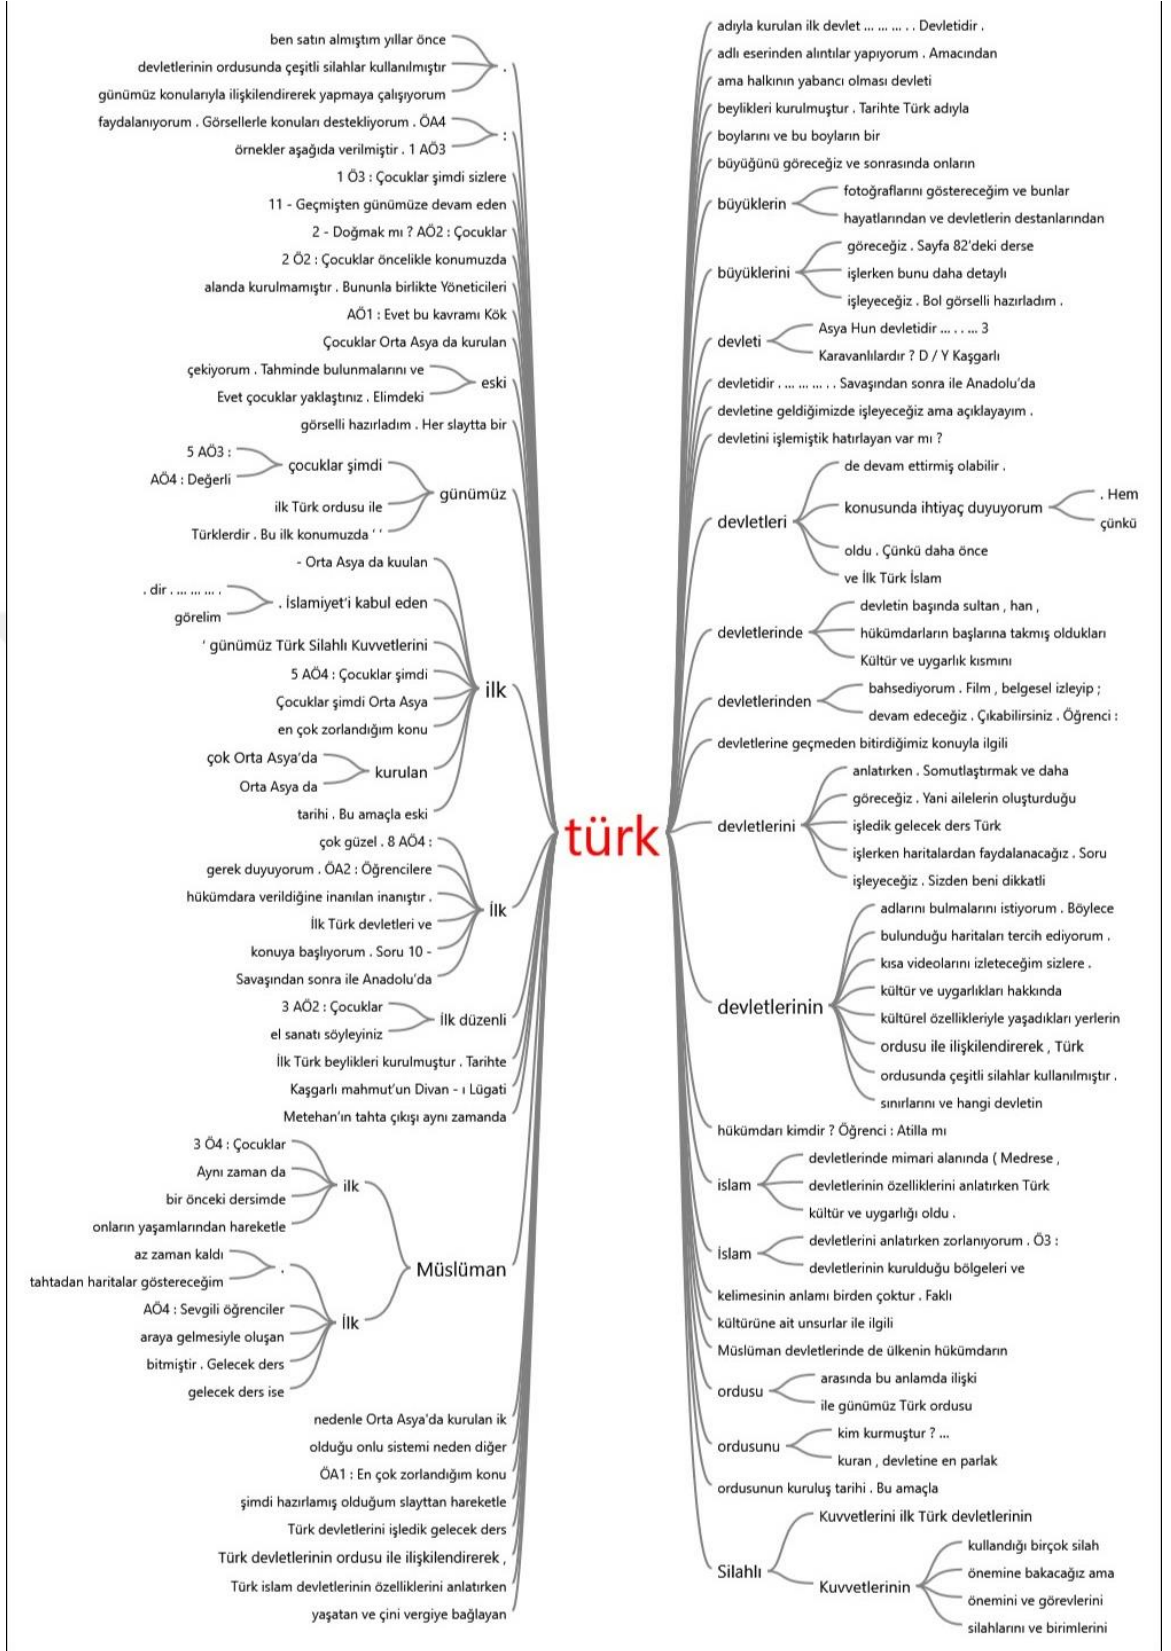 ben satın almıştım yıllar önce
devletlerinin ordusunda çeşitli silahlar kullanılmıştır
günümüz konularıyla ilişkilendirerek yapmaya çalışıyorum
.
faydalanıyorum . Görsellerle konuları destekliyorum . ÖA4
örnekler aşağıda verilmiştir . 1 AÖ3
:
1 Ö3 : Çocuklar şimdi sizlere
11 - Geçmişten günümüze devam eden
2 - Doğmak mı ? AÖ2 : Çocuklar
2 Ö2 : Çocuklar öncelikle konumuzda
alanda kurulmamıştır . Bununla birlikte Yöneticileri
AÖ1 : Evet bu kavramı Kök
Çocuklar Orta Asya da kurulan
çekiyorum . Tahminde bulunmalarını ve
Evet çocuklar yaklaştınız . Elimdeki
eski
görselli hazırladım . Her slaytta bir
5 AÖ3 :
AÖ4 : Değerli
çocuklar şimdi
ilk Türk ordusu ile
Türklerdir . Bu ilk konumuzda ‘ ‘
günümüz
- Orta Asya da kuulan
. dir . ... ... ... .
görelim
. İslamiyet’i kabul eden
‘ günümüz Türk Silahlı Kuvvetlerini
5 AÖ4 : Çocuklar şimdi
Çocuklar şimdi Orta Asya
en çok zorlandığım konu
çok Orta Asya’da
Orta Asya da
kurulan
tarihi . Bu amaçla eski
ilk
çok güzel . 8 AÖ4 :
gerek duyuyorum . ÖA2 : Öğrencilere
hükümdara verildiğine inanılan inanıştır .
İlk Türk devletleri ve
konuya başlıyorum . Soru 10 -
Savaşından sonra ile Anadolu’da
İlk
3 AÖ2 : Çocuklar
el sanatı söyleyiniz
İlk düzenli
İlk Türk beylikleri kurulmuştur . Tarihte
Kaşgarlı mahmut’un Divan - ı Lügati
Metehan’ın tahta çıkışı aynı zamanda
3 Ö4 : Çocuklar
Aynı zaman da
bir önceki dersimde
onların yaşamlarından hareketle
ilk
az zaman kaldı
tahtadan haritalar göstereceğim
.
AÖ4 : Sevgili öğrenciler
araya gelmesiyle oluşan
bitmiştir . Gelecek ders
gelecek ders ise
İlk
Müslüman
nedenle Orta Asya’da kurulan ik
olduğu onlu sistemi neden diğer
ÖA1 : En çok zorlandığım konu
şimdi hazırlamış olduğum slayttan hareketle
Türk devletlerini işledik gelecek ders
Türk devletlerinin ordusu ile ilişkilendirerek ,
Türk islam devletlerinin özelliklerini anlatırken
yaşatan ve çini vergiye bağlayan
türk
adıyla kurulan ilk devlet ... ... ... . . Devletidir .
adlı eserinden alıntılar yapıyorum . Amacından
ama halkının yabancı olması devleti
beylikleri kurulmuştur . Tarihte Türk adıyla
boylarını ve bu boyların bir
büyüğünü göreceğiz ve sonrasında onların
büyüklerin
fotoğraflarını göstereceğim ve bunlar
hayatlarından ve devletlerin destanlarından
büyüklerini
göreceğiz . Sayfa 82’deki derse
işlerken bunu daha detaylı
işleyeceğiz . Bol görselli hazırladım .
devleti
Asya Hun devletidir ... . . ... 3
Karavanlılardır ? D / Y Kaşgarlı
devletidir . ... ... ... . . Savaşından sonra ile Anadolu’da
devletine geldiğimizde işleyeceğiz ama açıklayayım .
devletini işlemiştik hatırlayan var mı ?
devletleri
de devam ettirmiş olabilir .
konusunda ihtiyaç duyuyorum
. Hem
çünkü
oldu . Çünkü daha önce
ve İlk Türk İslam
devletlerinde
devletin başında sultan , han ,
hükümdarların başlarına takmış oldukları
Kültür ve uygarlık kısmını
devletlerinden
bahsediyorum . Film , belgesel izleyip ;
devam edeceğiz . Çıkabilirsiniz . Öğrenci :
devletlerine geçmeden bitirdiğimiz konuyla ilgili
devletlerini
anlatırken . Somutlaştırmak ve daha
göreceğiz . Yani ailelerin oluşturduğu
işledik gelecek ders Türk
işlerken haritalardan faydalanacağız . Soru
işleyeceğiz . Sizden beni dikkatli
devletlerinin
adlarını bulmalarını istiyorum . Böylece
bulunduğu haritaları tercih ediyorum .
kısa videolarını izleteceğim sizlere .
kültür ve uygarlıkları hakkında
kültürel özellikleriyle yaşadıkları yerlerin
ordusu ile ilişkilendirerek , Türk
ordusunda çeşitli silahlar kullanılmıştır .
sınırlarını ve hangi devletin
hükümdarı kimdir ? Öğrenci : Atilla mı
islam
devletlerinde mimari alanında ( Medrese ,
devletlerinin özelliklerini anlatırken Türk
kültür ve uygarlığı oldu .
İslam
devletlerini anlatırken zorlanıyorum . Ö3 :
devletlerinin kurulduğu bölgeleri ve
kelimesinin anlamı birden çoktur . Faklı
kültürüne ait unsurlar ile ilgili
Müslüman devletlerinde de ülkenin hükümdarın
ordusu
arasında bu anlamda ilişki
ile günümüz Türk ordusu
ordusunu
kim kurmuştur ? ...
kuran , devletine en parlak
ordusunun kuruluş tarihi . Bu amaçla
Silahlı
Kuvvetlerini ilk Türk devletlerinin
Kuvvetlerinin
kullandığı birçok silah
önemine bakacağız ama
önemini ve görevlerini
silahlarını ve birimlerini